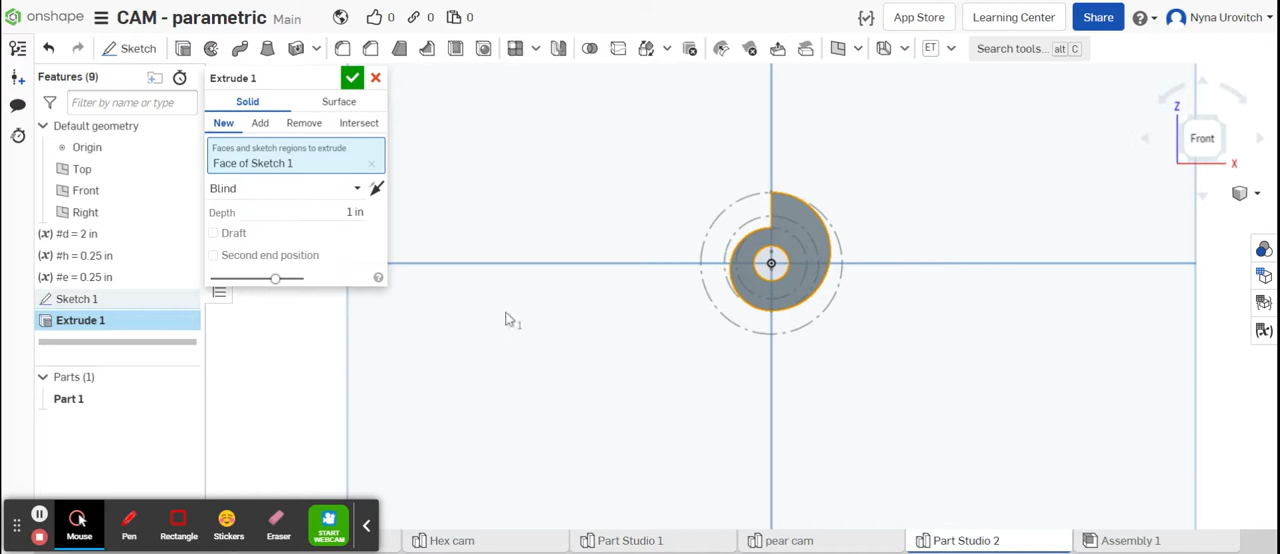 onshape CAM - parametric Main 0 0 0 App Store Learning Center Share Nyna Urovitch
Sketch ET Search tools... alt C
Features (9)
Filter by name or type
Default geometry
Origin
Top
Front
Right
(x) #d = 2 in
(x) #h = 0.25 in
(x) #e = 0.25 in
Sketch 1
Extrude 1
Parts (1)
Part 1
Extrude 1
Solid Surface
New Add Remove Intersect
Faces and sketch regions to extrude
Face of Sketch 1
Blind
Depth 1 in
Draft
Second end position
1
Z
Front
X
(x)
Mouse Pen Rectangle Stickers Eraser START WEBCAM
Hex cam Part Studio 1 pear cam Part Studio 2 Assembly 1